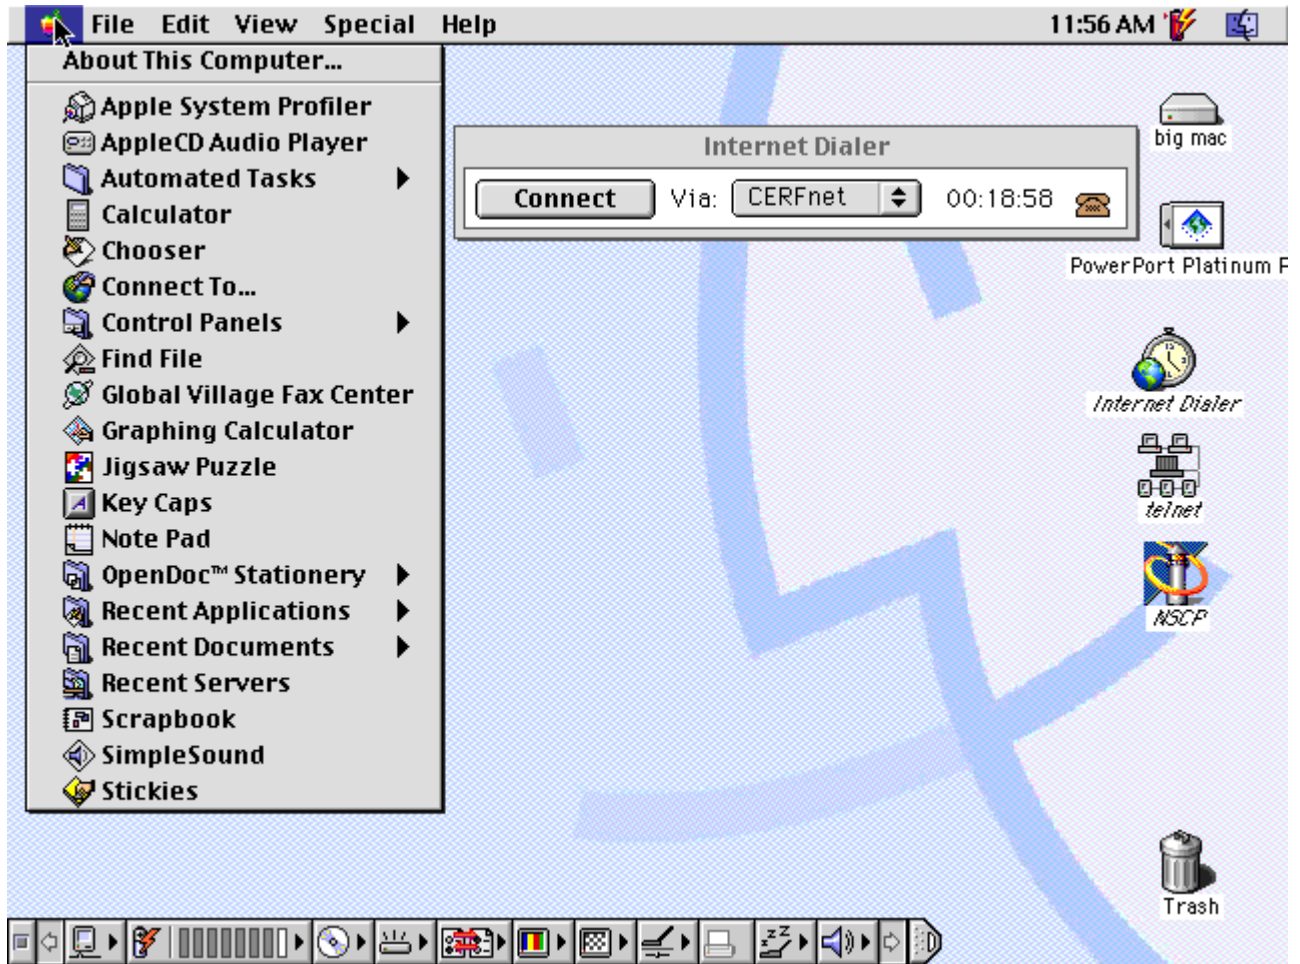 File Edit View Special Help 11:56 AM
About This Computer...
Apple System Profiler
AppleCD Audio Player
Automated Tasks
Calculator
Chooser
Connect To...
Control Panels
Find File
Global Village Fax Center
Graphing Calculator
Jigsaw Puzzle
Key Caps
Note Pad
OpenDoc™ Stationery
Recent Applications
Recent Documents
Recent Servers
Scrapbook
SimpleSound
Stickies
Internet Dialer
Connect Via: CERFnet 00:18:58
big mac
PowerPort Platinum P
Internet Dialer
telnet
NSCP
Trash